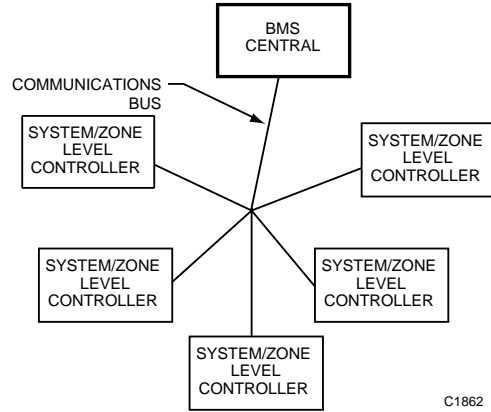 BMS
CENTRAL
COMMUNICATIONS
BUS
SYSTEM/ZONE
LEVEL
CONTROLLER
SYSTEM/ZONE
LEVEL
CONTROLLER
SYSTEM/ZONE
LEVEL
CONTROLLER
SYSTEM/ZONE
LEVEL
CONTROLLER
SYSTEM/ZONE
LEVEL
CONTROLLER
C1862